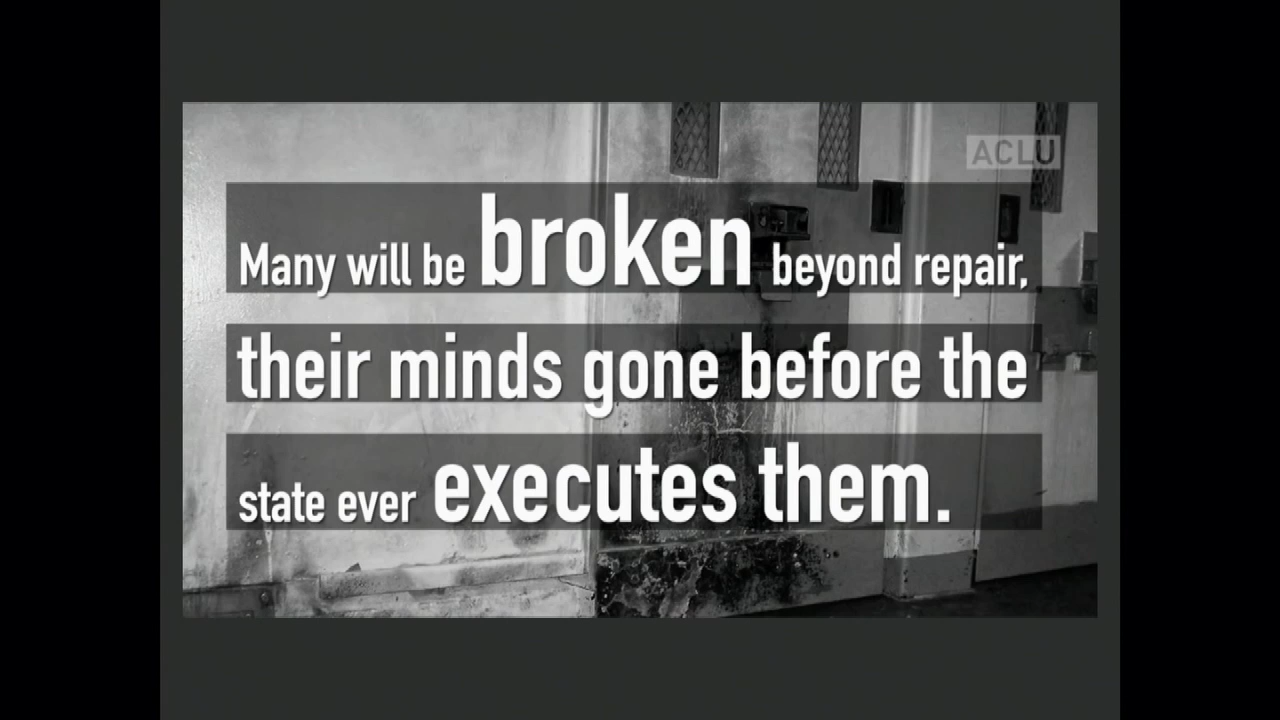 ACLU
Many will be broken beyond repair,
their minds gone before the
state ever executes them.